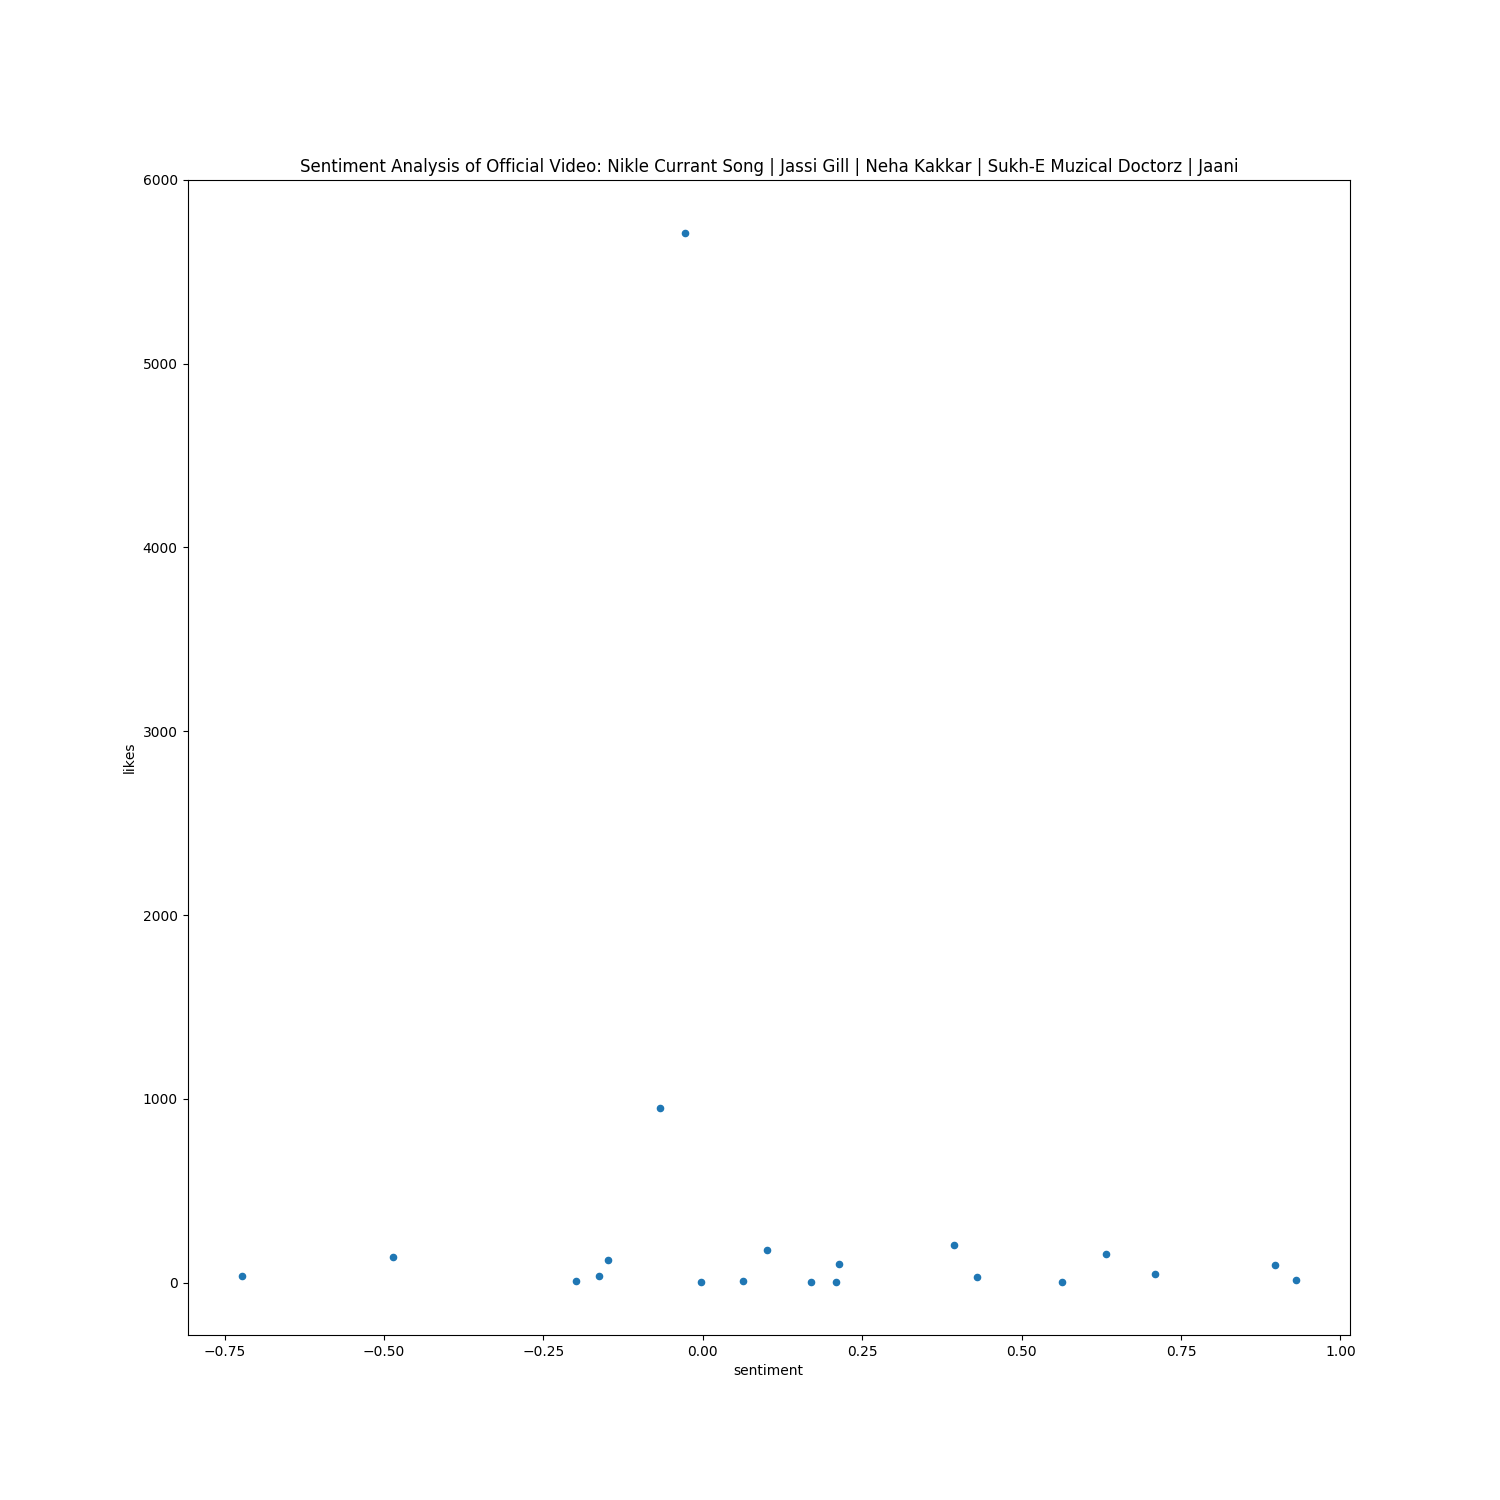 Sentiment Analysis of Official Video: Nikle Currant Song | Jassi Gill | Neha Kakkar | Sukh-E Muzical Doctorz | Jaani
6000
5000
4000
3000
2000
1000
0
likes
−0.75 −0.50 −0.25 0.00 0.25 0.50 0.75 1.00
sentiment